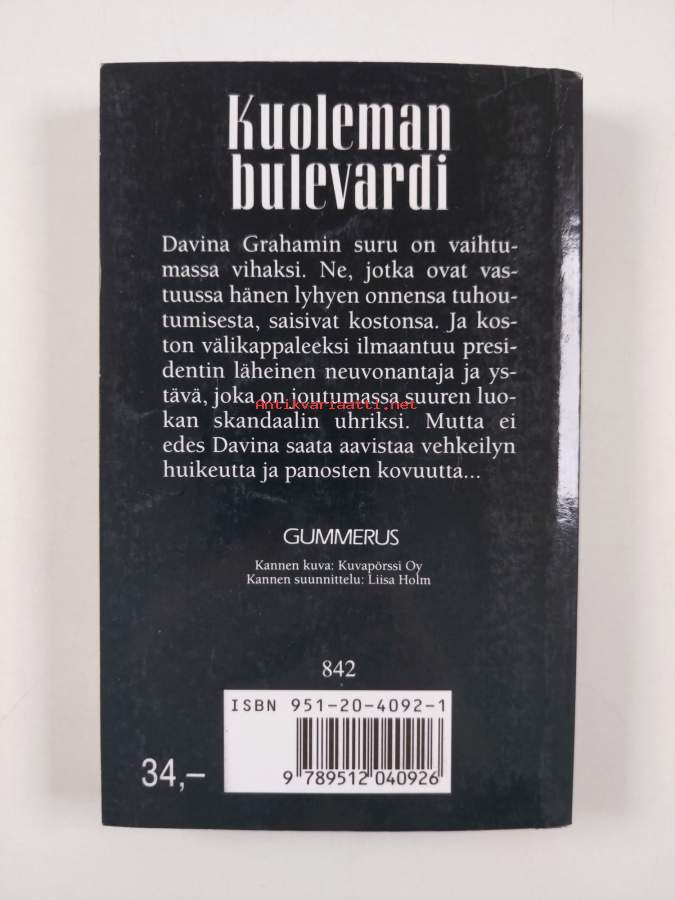 Kuoleman
bulevardi
Davina Grahamin suru on vaihtu-
massa vihaksi. Ne, jotka ovat vas-
tuussa hänen lyhyen onnensa tuhou-
tumisesta, saisivat kostonsa. Ja kos-
ton välikappaleeksi ilmaantuu presi-
dentin läheinen neuvonantaja ja ys-
tävä, joka on joutumassa suuren luo-
Antikvariaatti.net
kan skandaalin uhriksi. Mutta ei
edes Davina saata aavistaa vehkeilyn
huikeutta ja panosten kovuutta...
GUMMERUS
Kannen kuva: Kuvapörssi Oy
Kannen suunnittelu: Liisa Holm
842
ISBN 951-20-4092-1
34,–
9 789512 040926